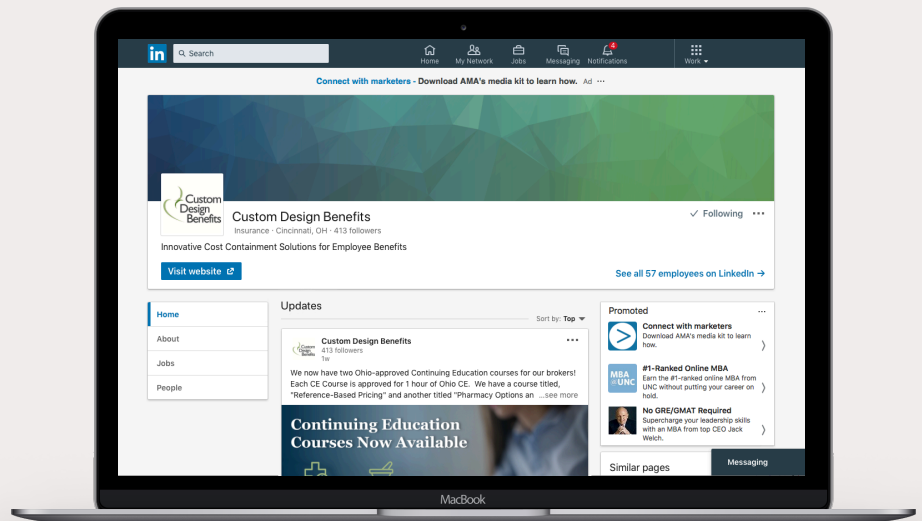 in
Search
Home
My Network
Jobs
Messaging
4
Notifications
Work
Connect with marketers - Download AMA's media kit to learn how. Ad ···
Custom
Design
Benefits
Custom Design Benefits
Insurance · Cincinnati, OH · 413 followers
Following ···
Innovative Cost Containment Solutions for Employee Benefits
Visit website
See all 57 employees on LinkedIn →
Home
About
Jobs
People
Updates
Sort by: Top
Custom
Design
Benefits
Custom Design Benefits
413 followers
1w
We now have two Ohio-approved Continuing Education courses for our brokers!
Each CE Course is approved for 1 hour of Ohio CE. We have a course titled,
"Reference-Based Pricing" and another titled "Pharmacy Options an ...see more
Continuing Education
Courses Now Available
Promoted
Connect with marketers
Download AMA's media kit to learn
how.
MBA
@UNC
#1-Ranked Online MBA
Earn the #1-ranked online MBA from
UNC without putting your career on
hold.
No GRE/GMAT Required
Supercharge your leadership skills
with an MBA from top CEO Jack
Welch.
Similar pages
Messaging
MacBook